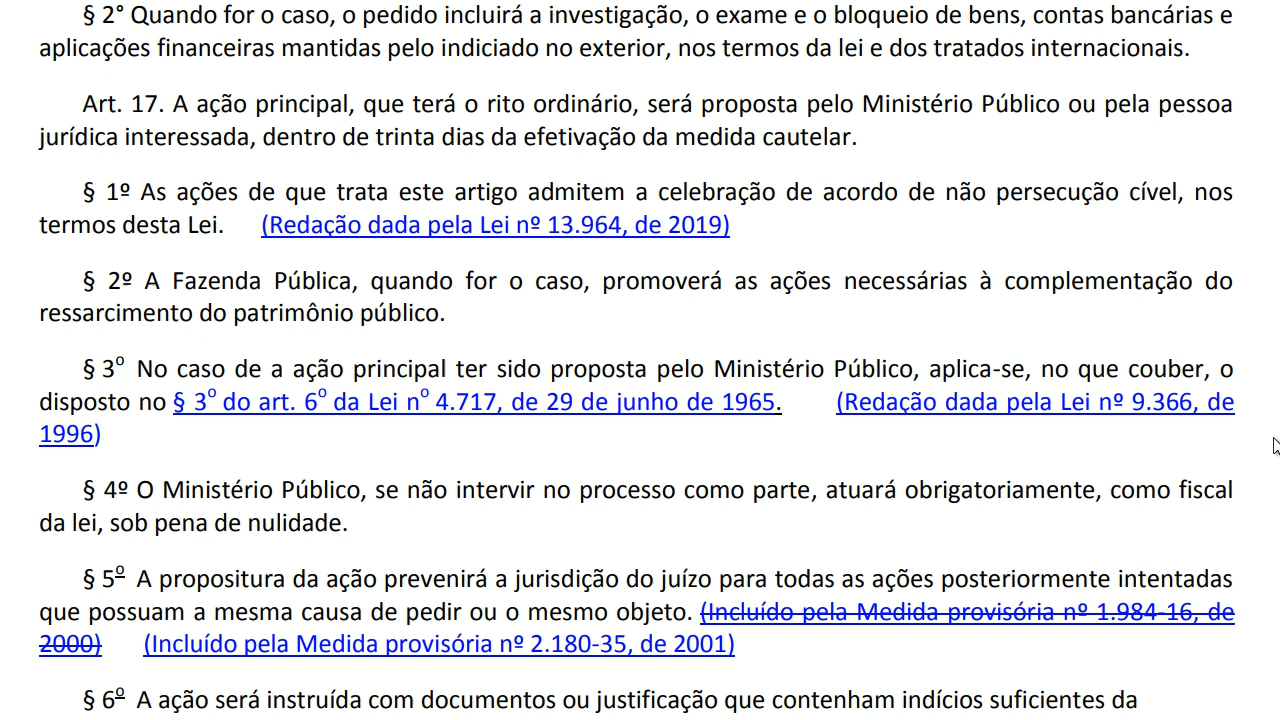 § 2° Quando for o caso, o pedido incluirá a investigação, o exame e o bloqueio de bens, contas bancárias e
aplicações financeiras mantidas pelo indiciado no exterior, nos termos da lei e dos tratados internacionais.
Art. 17. A ação principal, que terá o rito ordinário, será proposta pelo Ministério Público ou pela pessoa
jurídica interessada, dentro de trinta dias da efetivação da medida cautelar.
§ 1º As ações de que trata este artigo admitem a celebração de acordo de não persecução cível, nos
termos desta Lei. (Redação dada pela Lei nº 13.964, de 2019)
§ 2º A Fazenda Pública, quando for o caso, promoverá as ações necessárias à complementação do
ressarcimento do patrimônio público.
§ 3º No caso de a ação principal ter sido proposta pelo Ministério Público, aplica-se, no que couber, o
disposto no § 3º do art. 6º da Lei nº 4.717, de 29 de junho de 1965. (Redação dada pela Lei nº 9.366, de
1996)
§ 4º O Ministério Público, se não intervir no processo como parte, atuará obrigatoriamente, como fiscal
da lei, sob pena de nulidade.
§ 5º A propositura da ação prevenirá a jurisdição do juízo para todas as ações posteriormente intentadas
que possuam a mesma causa de pedir ou o mesmo objeto. (Incluído pela Medida provisória nº 1.984-16, de
2000) (Incluído pela Medida provisória nº 2.180-35, de 2001)
§ 6º A ação será instruída com documentos ou justificação que contenham indícios suficientes da